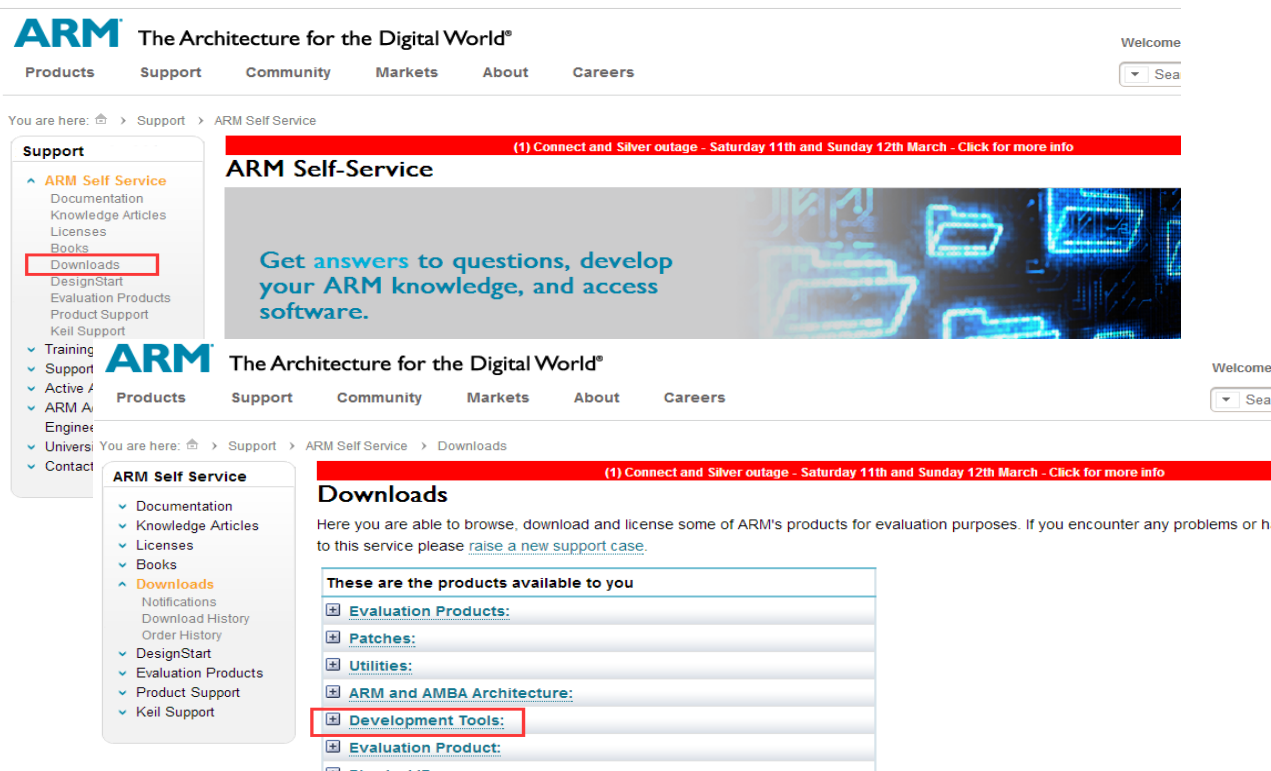 ARM The Architecture for the Digital World®
Welcome
Products Support Community Markets About Careers
You are here: > Support > ARM Self Service
Support
ARM Self Service
Documentation
Knowledge Articles
Licenses
Books
Downloads
DesignStart
Evaluation Products
Product Support
Keil Support
Training
Support
Active
ARM
Contact
(1) Connect and Silver outage - Saturday 11th and Sunday 12th March - Click for more info
ARM Self-Service
Get answers to questions, develop
your ARM knowledge, and access
software.
ARM The Architecture for the Digital World®
Welcome
Products Support Community Markets About Careers
You are here: > Support > ARM Self Service > Downloads
ARM Self Service
Documentation
Knowledge Articles
Licenses
Books
Downloads
Notifications
Download History
Order History
DesignStart
Evaluation Products
Product Support
Keil Support
(1) Connect and Silver outage - Saturday 11th and Sunday 12th March - Click for more info
Downloads
Here you are able to browse, download and license some of ARM's products for evaluation purposes. If you encounter any problems or
to this service please raise a new support case.
These are the products available to you
Evaluation Products:
Patches:
Utilities:
ARM and AMBA Architecture:
Development Tools:
Evaluation Product: